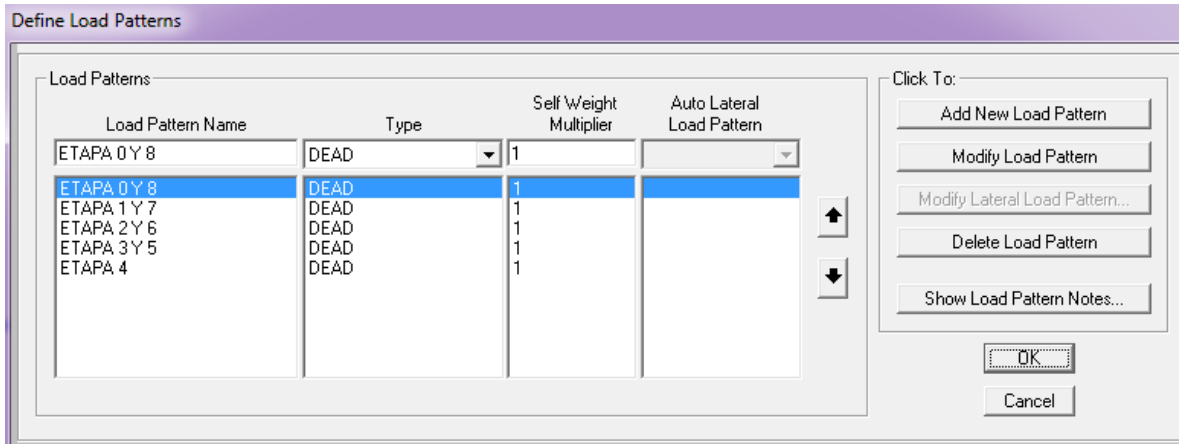 Define Load Patterns
Load Patterns
Load Pattern Name Type Self Weight Multiplier Auto Lateral Load Pattern
ETAPA 0 Y 8 DEAD 1
ETAPA 0 Y 8 DEAD 1
ETAPA 1 Y 7 DEAD 1
ETAPA 2 Y 6 DEAD 1
ETAPA 3 Y 5 DEAD 1
ETAPA 4 DEAD 1
Click To:
Add New Load Pattern
Modify Load Pattern
Modify Lateral Load Pattern...
Delete Load Pattern
Show Load Pattern Notes...
OK
Cancel